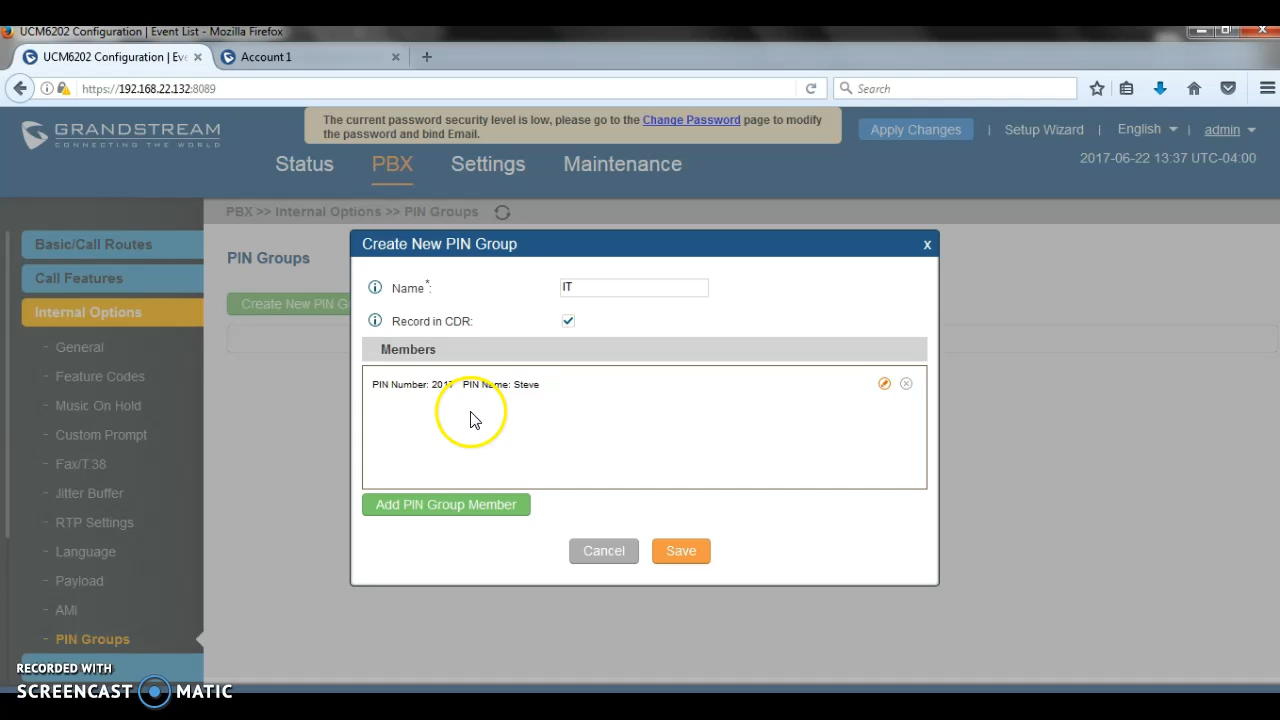 UCM6202 Configuration | Event List - Mozilla Firefox
UCM6202 Configuration | Eve
Account 1
https://192.168.22.132:8089
Search
GRANDSTREAM
CONNECTING THE WORLD
The current password security level is low, please go to the Change Password page to modify
the password and bind Email.
Apply Changes | Setup Wizard | English | admin
Status PBX Settings Maintenance
2017-06-22 13:37 UTC-04:00
PBX >> Internal Options >> PIN Groups
Basic/Call Routes
Call Features
Internal Options
- General
- Feature Codes
- Music On Hold
- Custom Prompt
- Fax/T.38
- Jitter Buffer
- RTP Settings
- Language
- Payload
- AMI
- PIN Groups
PIN Groups
Create New PIN G
Create New PIN Group
x
Name*: IT
Record in CDR:
Members
PIN Number: 2017 PIN Name: Steve
Add PIN Group Member
Cancel Save
RECORDED WITH
SCREENCAST MATIC